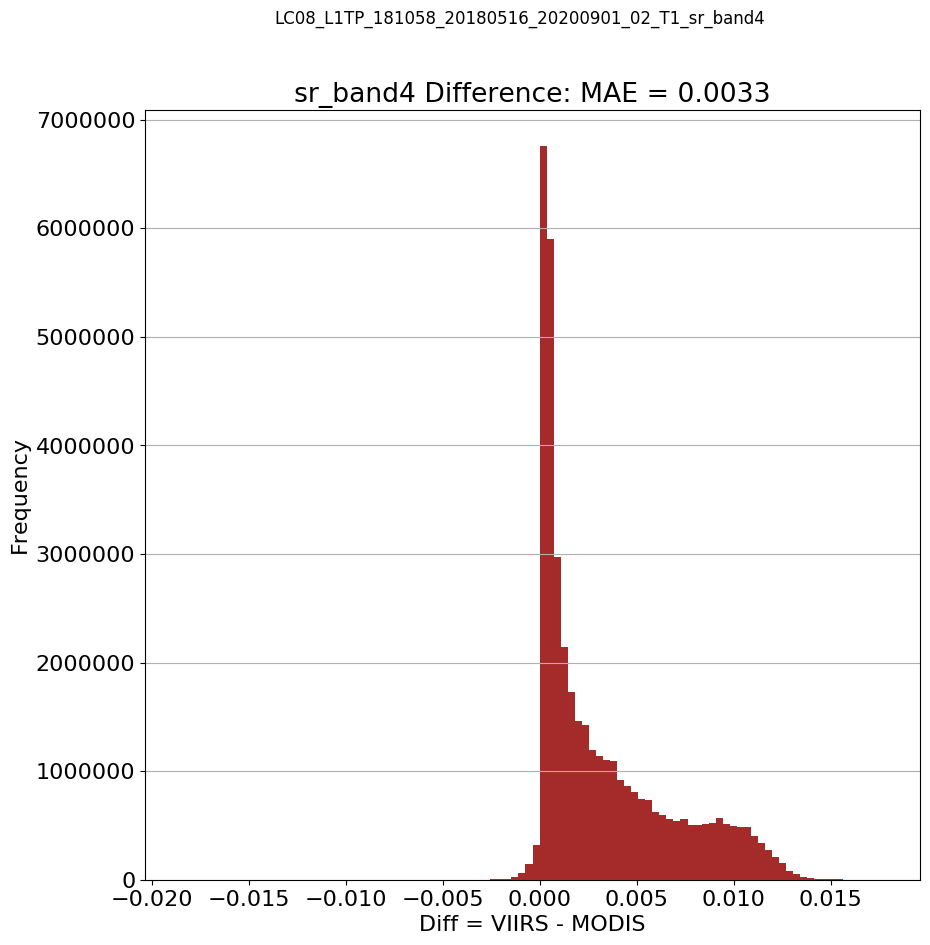 LC08_L1TP_181058_20180516_20200901_02_T1_sr_band4
sr_band4 Difference: MAE = 0.0033
7000000
6000000
5000000
4000000
3000000
2000000
1000000
0
Frequency
−0.020 −0.015 −0.010 −0.005 0.000 0.005 0.010 0.015
Diff = VIIRS - MODIS